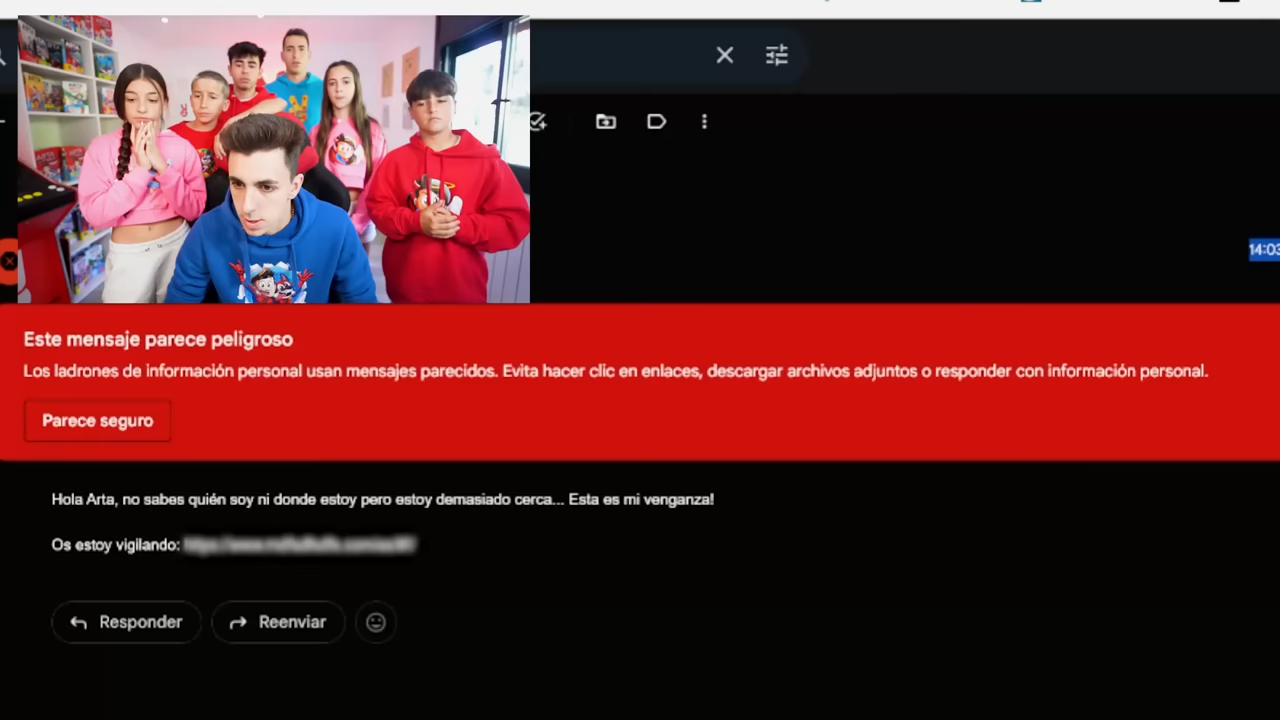 14:03
Este mensaje parece peligroso
Los ladrones de información personal usan mensajes parecidos. Evita hacer clic en enlaces, descargar archivos adjuntos o responder con información personal.
Parece seguro
Hola Arta, no sabes quién soy ni donde estoy pero estoy demasiado cerca... Esta es mi venganza!
Os estoy vigilando:
Responder
Reenviar